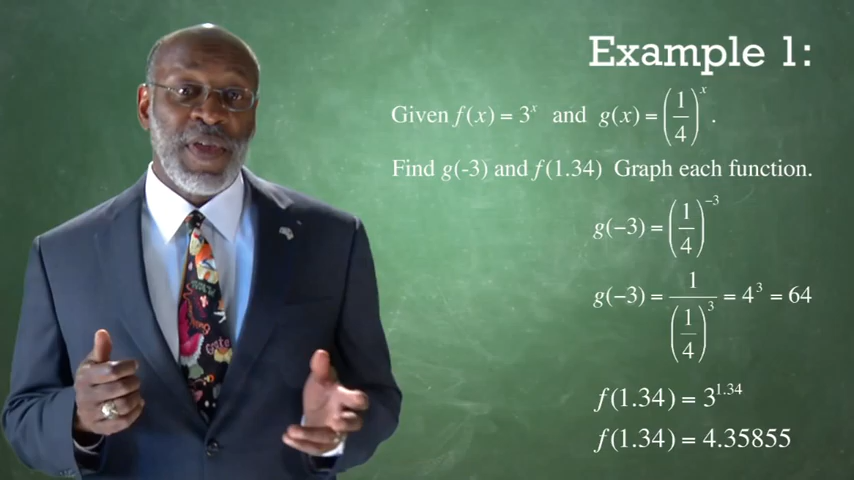 Example 1:
Given f(x) = 3^x and g(x) = (1/4)^x.
Find g(-3) and f(1.34) Graph each function.
g(−3) = (1/4)^−3
g(−3) = 1/(1/4)^3 = 4^3 = 64
f(1.34) = 3^1.34
f(1.34) = 4.35855